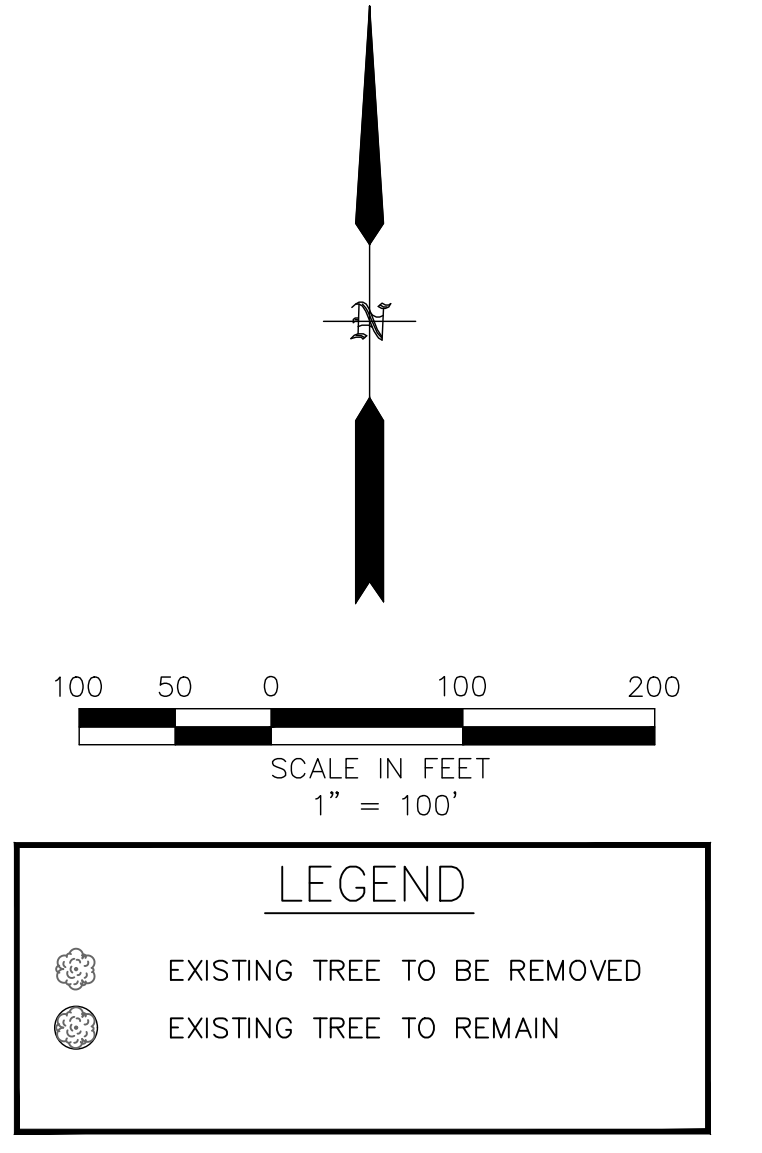 N
100 50 0 100 200
SCALE IN FEET
1” = 100’
LEGEND
EXISTING TREE TO BE REMOVED
EXISTING TREE TO REMAIN